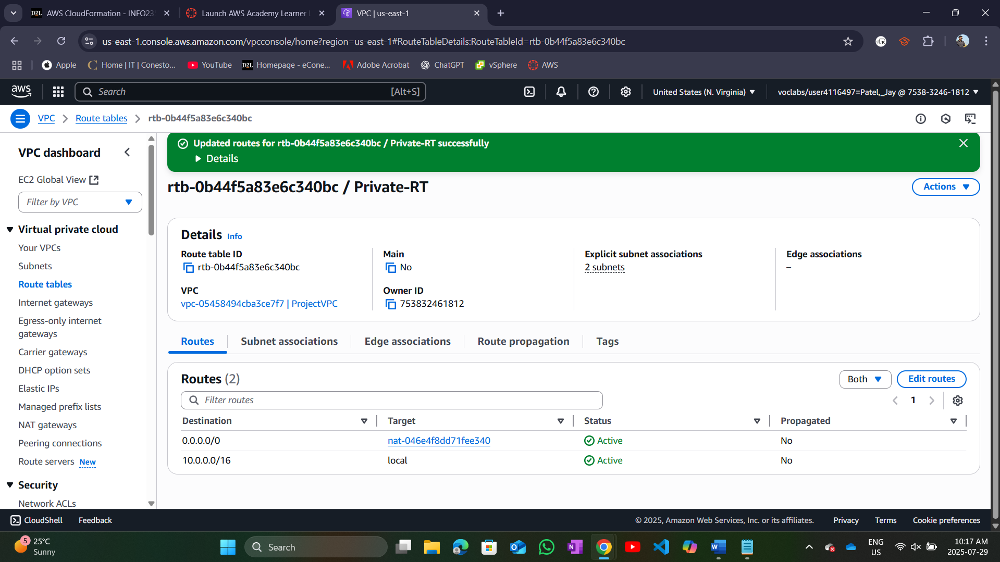 AWS CloudFormation - INFO23
Launch AWS Academy Learner
VPC | us-east-1
us-east-1.console.aws.amazon.com/vpcconsole/home?region=us-east-1#RouteTableDetails:RouteTableId=rtb-0b44f5a83e6c340bc
Apple
Home | IT | Conesto...
YouTube
D2L Homepage - eCone...
Adobe Acrobat
ChatGPT
vSphere
AWS
aws
Search [Alt+S]
United States (N. Virginia)
voclabs/user4116497=Patel,_Jay @ 7538-3246-1812
VPC
Route tables
rtb-0b44f5a83e6c340bc
VPC dashboard
EC2 Global View
Filter by VPC
Virtual private cloud
Your VPCs
Subnets
Route tables
Internet gateways
Egress-only internet
gateways
Carrier gateways
DHCP option sets
Elastic IPs
Managed prefix lists
NAT gateways
Peering connections
Route servers New
Security
Network ACLs
Updated routes for rtb-0b44f5a83e6c340bc / Private-RT successfully
Details
rtb-0b44f5a83e6c340bc / Private-RT
Actions
Details Info
Route table ID
rtb-0b44f5a83e6c340bc
Main
No
Explicit subnet associations
2 subnets
Edge associations
–
VPC
vpc-05458494cba3ce7f7 | ProjectVPC
Owner ID
753832461812
Routes
Subnet associations
Edge associations
Route propagation
Tags
Routes (2)
Both
Edit routes
Filter routes
1
Destination Target Status Propagated
0.0.0.0/0 nat-046e4f8dd71fee340 Active No
10.0.0.0/16 local Active No
CloudShell
Feedback
© 2025, Amazon Web Services, Inc. or its affiliates.
Privacy
Terms
Cookie preferences
5
25°C
Sunny
Search
ENG
US
10:17 AM
2025-07-29